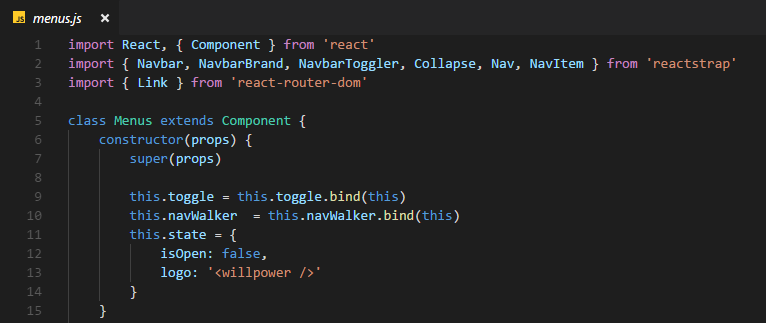 JS menus.js ×
1 import React, { Component } from 'react'
2 import { Navbar, NavbarBrand, NavbarToggler, Collapse, Nav, NavItem } from 'reactstrap'
3 import { Link } from 'react-router-dom'
4
5 class Menus extends Component {
6     constructor(props) {
7         super(props)
8
9         this.toggle = this.toggle.bind(this)
10         this.navWalker  = this.navWalker.bind(this)
11         this.state = {
12             isOpen: false,
13             logo: '<willpower />'
14         }
15     }